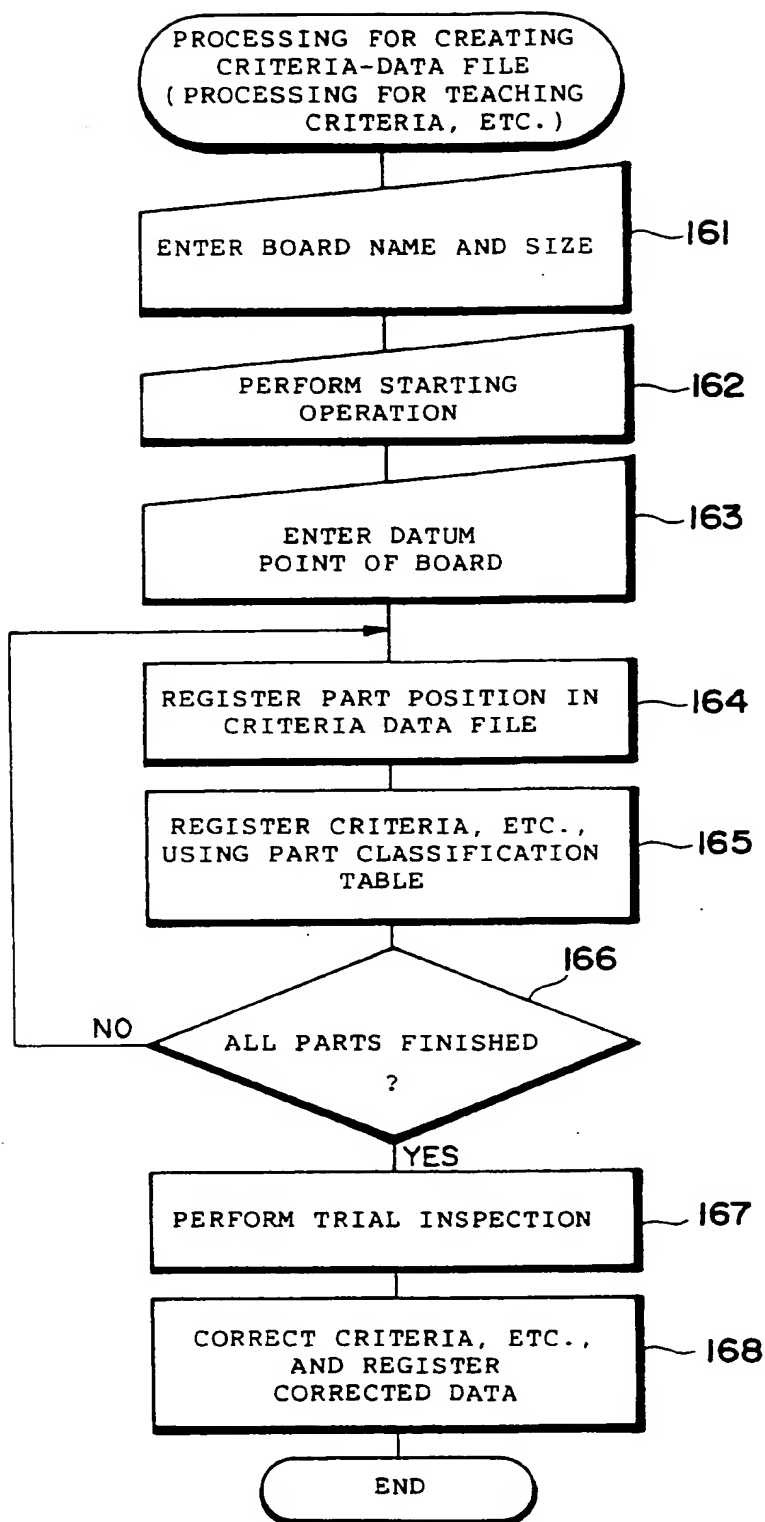 PROCESSING FOR CREATING
CRITERIA-DATA FILE
(PROCESSING FOR TEACHING
CRITERIA, ETC.)
ENTER BOARD NAME AND SIZE
161
PERFORM STARTING
OPERATION
162
ENTER DATUM
POINT OF BOARD
163
REGISTER PART POSITION IN
CRITERIA DATA FILE
164
REGISTER CRITERIA, ETC.,
USING PART CLASSIFICATION
TABLE
165
166
NO
ALL PARTS FINISHED
?
YES
PERFORM TRIAL INSPECTION
167
CORRECT CRITERIA, ETC.,
AND REGISTER
CORRECTED DATA
168
END